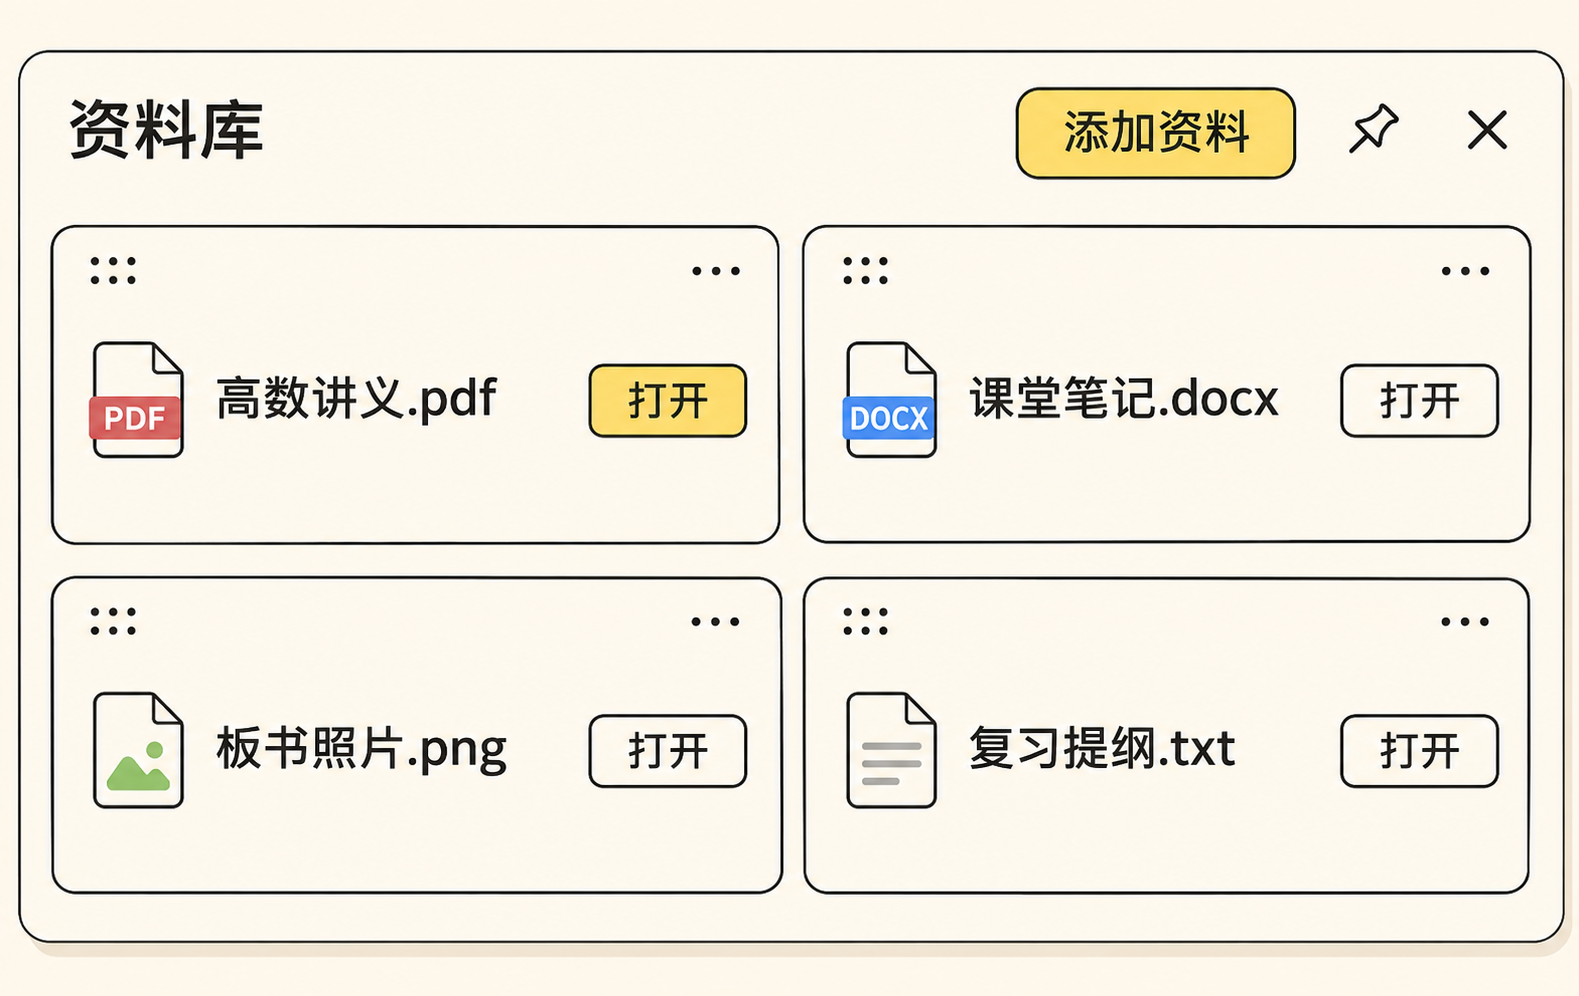 资料库
添加资料
PDF
高数讲义.pdf
打开
DOCX
课堂笔记.docx
打开
板书照片.png
打开
复习提纲.txt
打开